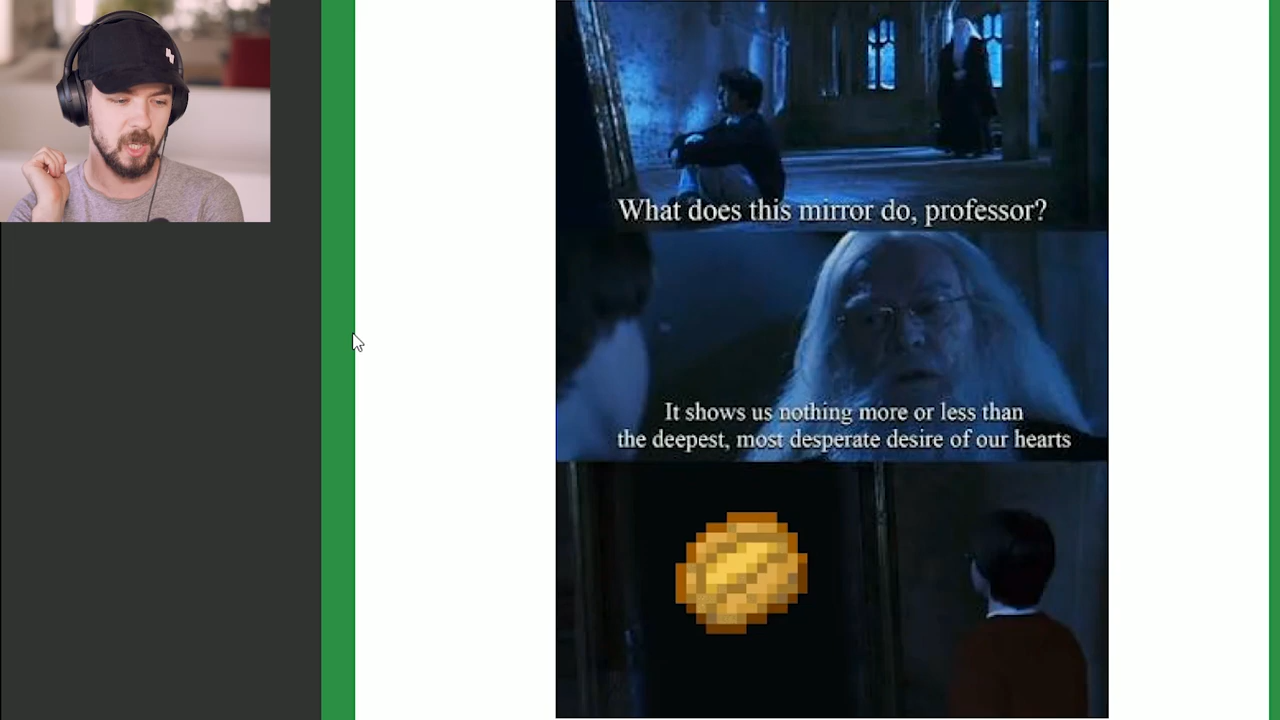 What does this mirror do, professor?
It shows us nothing more or less than
the deepest, most desperate desire of our hearts